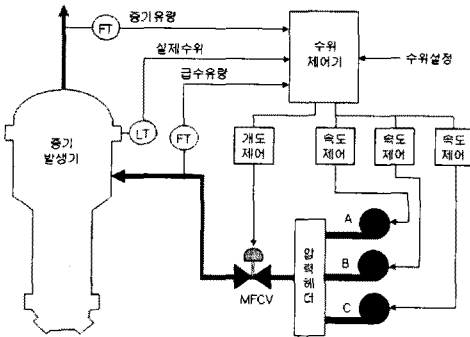 FT
증기유량
실제수위
급수유량
수위
제어기
수위설정
LT
FT
증기
발생기
개도
제어
속도
제어
속도
제어
속도
제어
A
B
C
압력헤더
MFCV